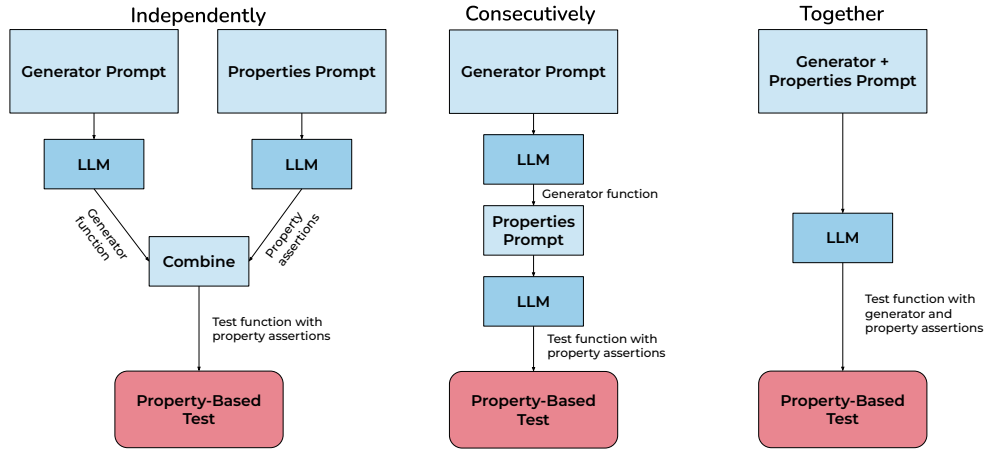 Independently
Generator Prompt
Properties Prompt
LLM
LLM
Generator
function
Property
assertions
Combine
Test function with
property assertions
Property-Based
Test
Consecutively
Generator Prompt
LLM
Generator function
Properties
Prompt
LLM
Test function with
property assertions
Property-Based
Test
Together
Generator +
Properties Prompt
LLM
Test function with
generator and
property assertions
Property-Based
Test